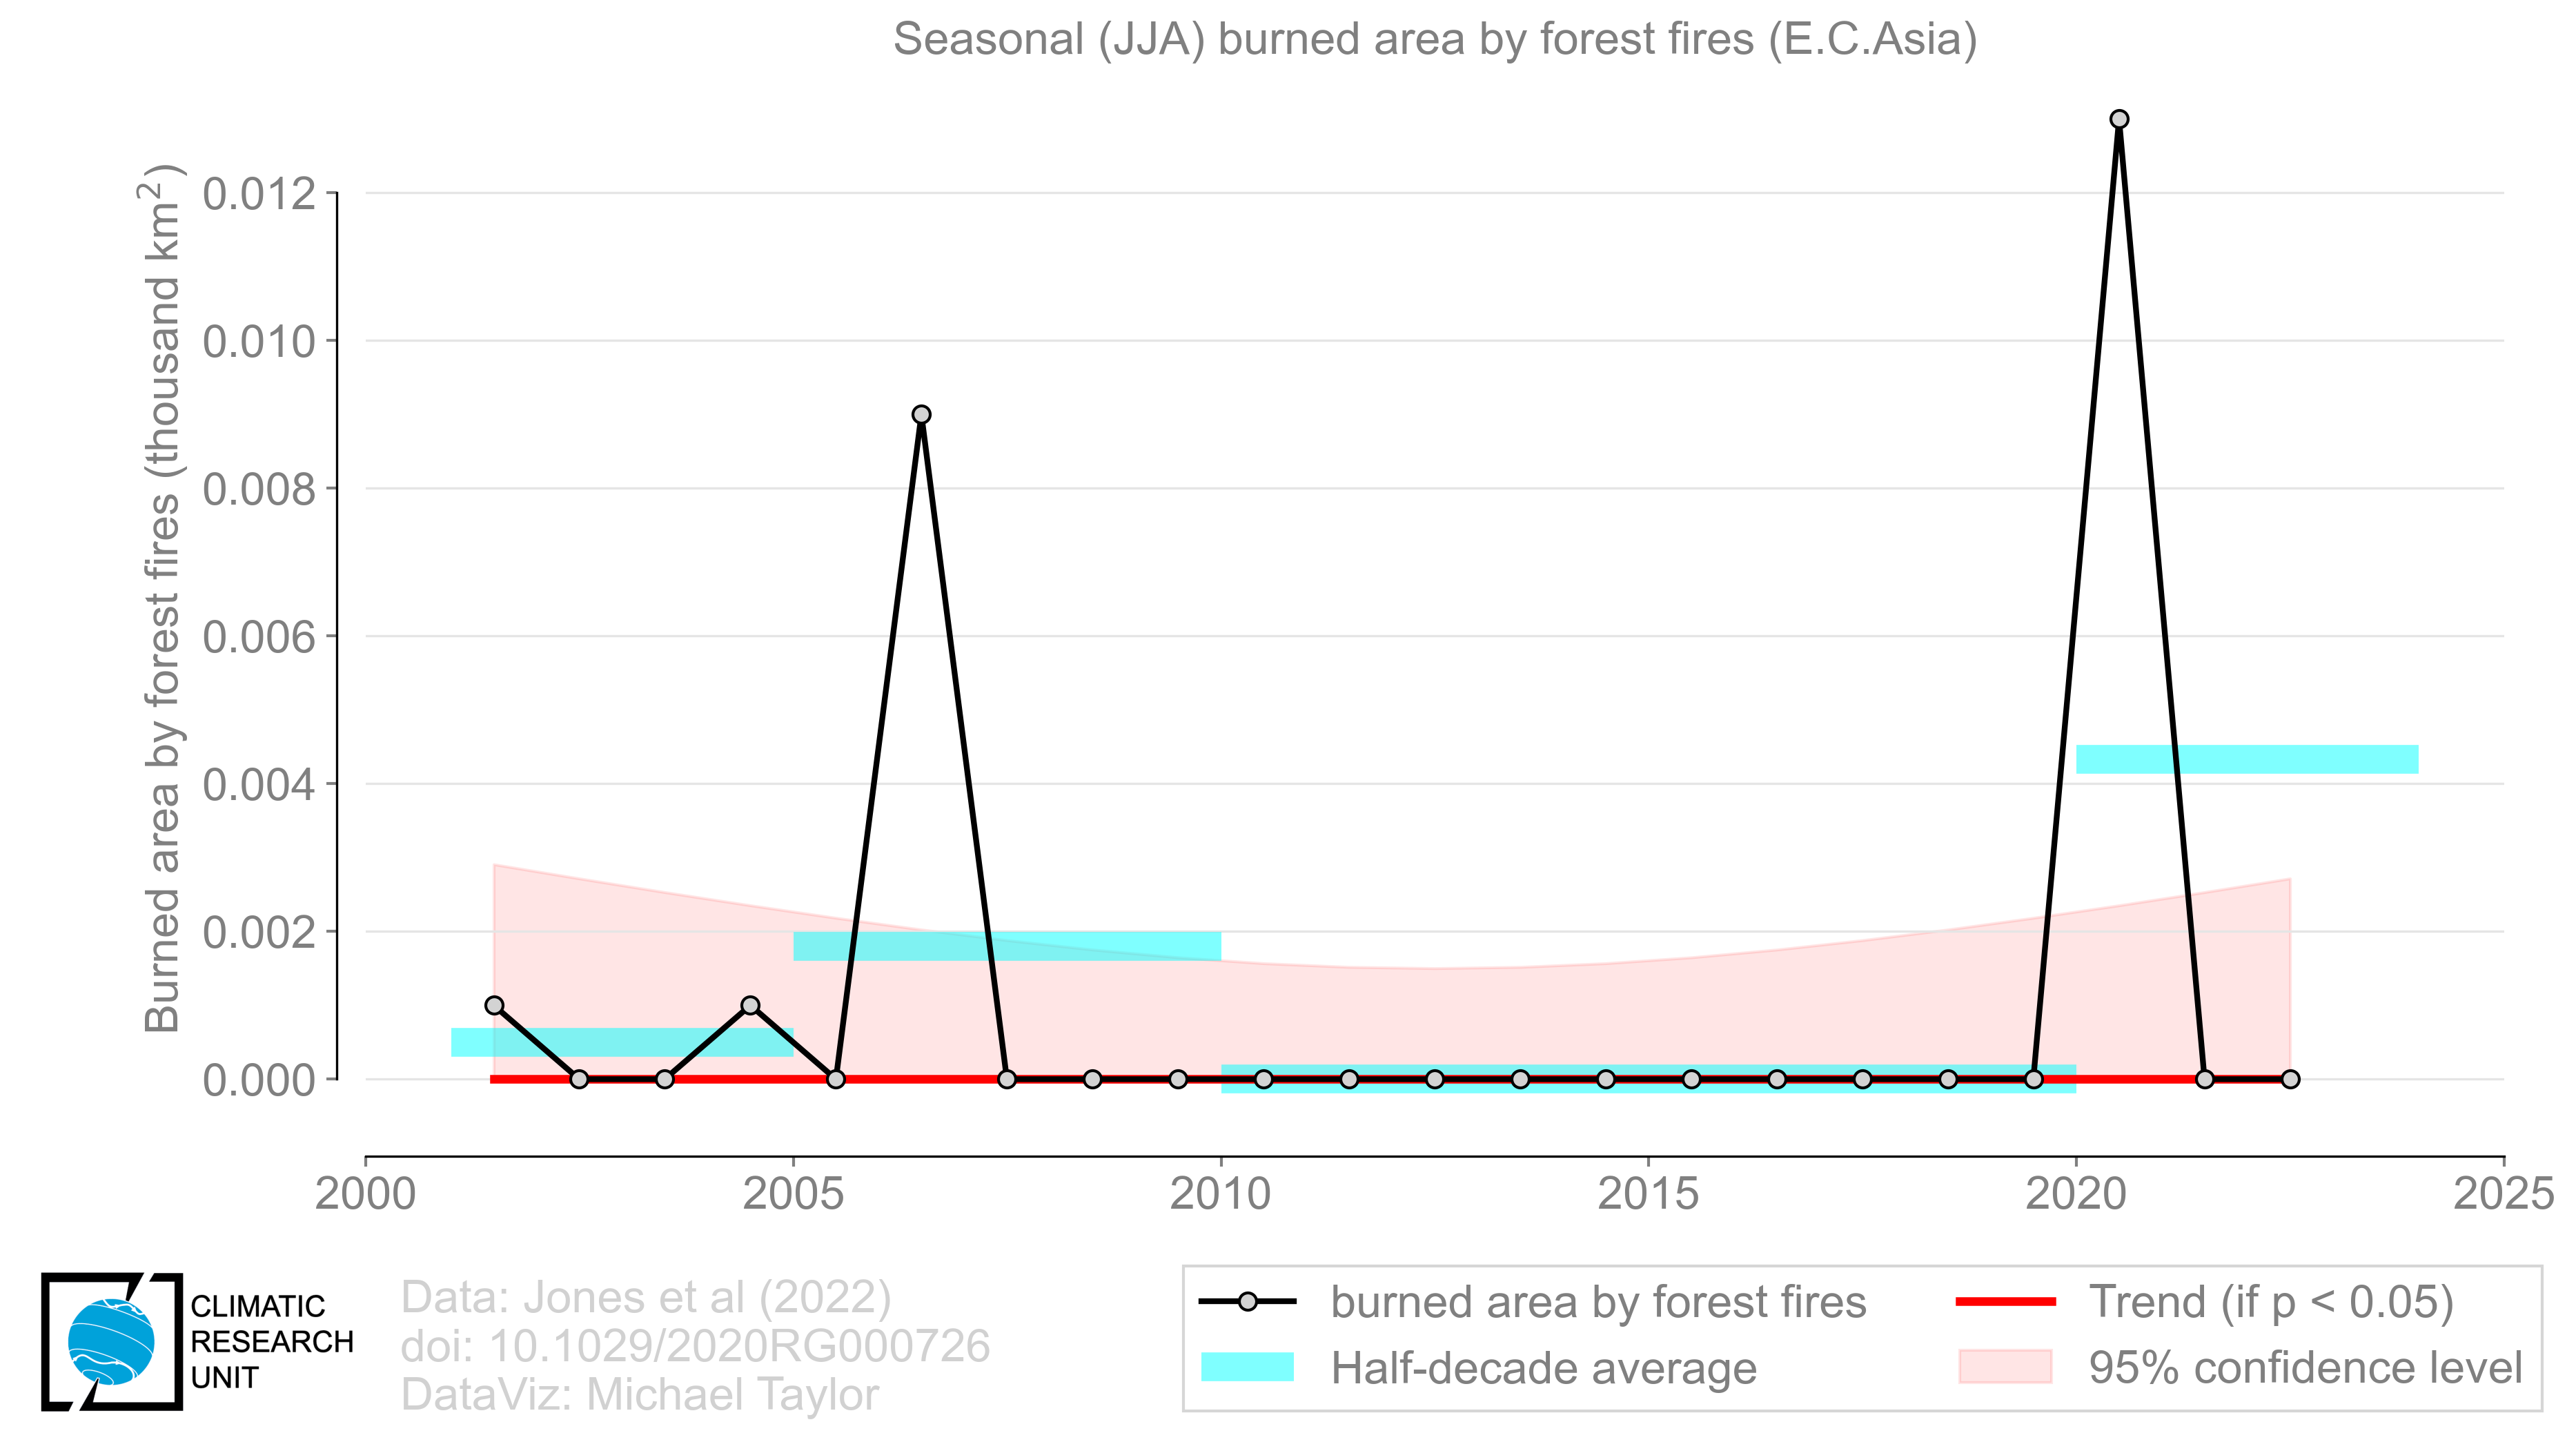 Seasonal (JJA) burned area by forest fires (E.C.Asia)
Burned area by forest fires (thousand km²)
0.012
0.010
0.008
0.006
0.004
0.002
0.000
2000 2005 2010 2015 2020 2025
CLIMATIC
RESEARCH
UNIT
Data: Jones et al (2022)
doi: 10.1029/2020RG000726
DataViz: Michael Taylor
burned area by forest fires
Half-decade average
Trend (if p < 0.05)
95% confidence level